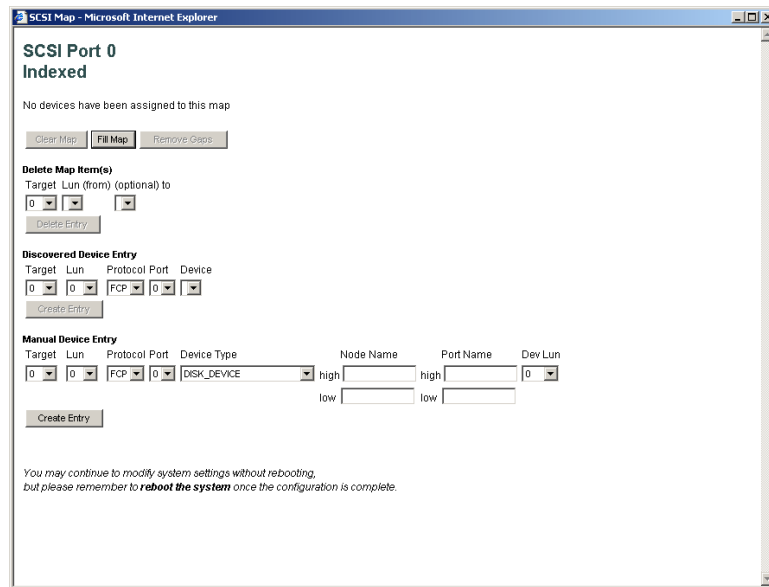 SCSI Map - Microsoft Internet Explorer
SCSI Port 0
Indexed
No devices have been assigned to this map
Clear Map Fill Map Remove Gaps
Delete Map Item(s)
Target Lun (from) (optional) to
0
Delete Entry
Discovered Device Entry
Target Lun Protocol Port Device
0 0 FCP 0
Create Entry
Manual Device Entry
Target Lun Protocol Port Device Type Node Name Port Name Dev Lun
0 0 FCP 0 DISK_DEVICE high high 0
low low
Create Entry
You may continue to modify system settings without rebooting,
but please remember to reboot the system once the configuration is complete.